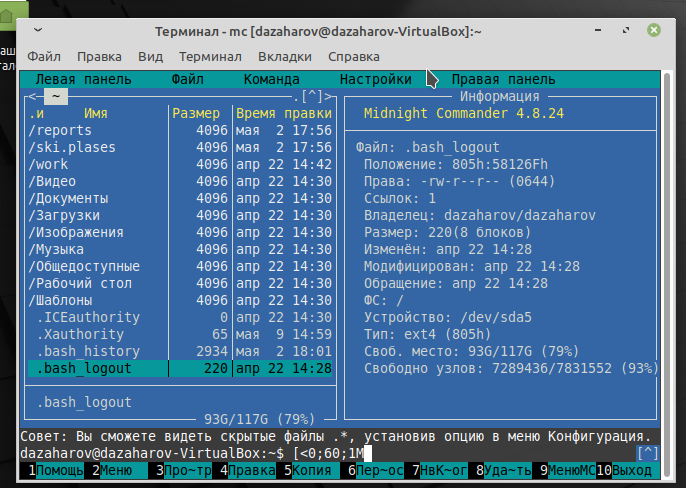 Терминал - mc [dazaharov@dazaharov-VirtualBox]:~
Файл Правка Вид Терминал Вкладки Справка
Левая панель Файл Команда Настройки Правая панель
<— ~ .[^]>
.и Имя Размер Время правки
/reports 4096 мая 2 17:56
/ski.plases 4096 мая 2 17:56
/work 4096 апр 22 14:42
/Видео 4096 апр 22 14:30
/Документы 4096 апр 22 14:30
/Загрузки 4096 апр 22 14:30
/Изображения 4096 апр 22 14:30
/Музыка 4096 апр 22 14:30
/Общедоступные 4096 апр 22 14:30
/Рабочий стол 4096 апр 22 14:30
/Шаблоны 4096 апр 22 14:30
.ICEauthority 0 апр 22 14:30
.Xauthority 65 мая 9 14:59
.bash_history 2934 мая 2 18:01
.bash_logout 220 апр 22 14:28
.bash_logout
93G/117G (79%)
Информация
Midnight Commander 4.8.24
Файл: .bash_logout
Положение: 805h:58126Fh
Права: -rw-r--r-- (0644)
Ссылок: 1
Владелец: dazaharov/dazaharov
Размер: 220(8 блоков)
Изменён: апр 22 14:28
Модифицирован: апр 22 14:28
Обращение: апр 22 14:28
ФС: /
Устройство: /dev/sda5
Тип: ext4 (805h)
Своб. место: 93G/117G (79%)
Свободно узлов: 7289436/7831552 (93%)
Совет: Вы сможете видеть скрытые файлы .*, установив опцию в меню Конфигурация.
dazaharov@dazaharov-VirtualBox:~$ [<0;60;1M [^]
1Помощь 2Меню 3Про~тр 4Правка 5Копия 6Пер~ос 7НвК~ог 8Уда~ть 9МенюМС 10Выход